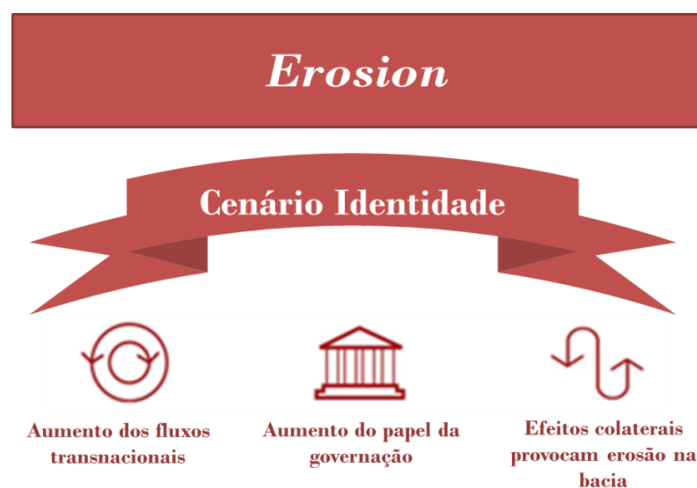 Erosion
Cenário Identidade
Aumento dos fluxos
transnacionais
Aumento do papel da
governação
Efeitos colaterais
provocam erosão na
bacia